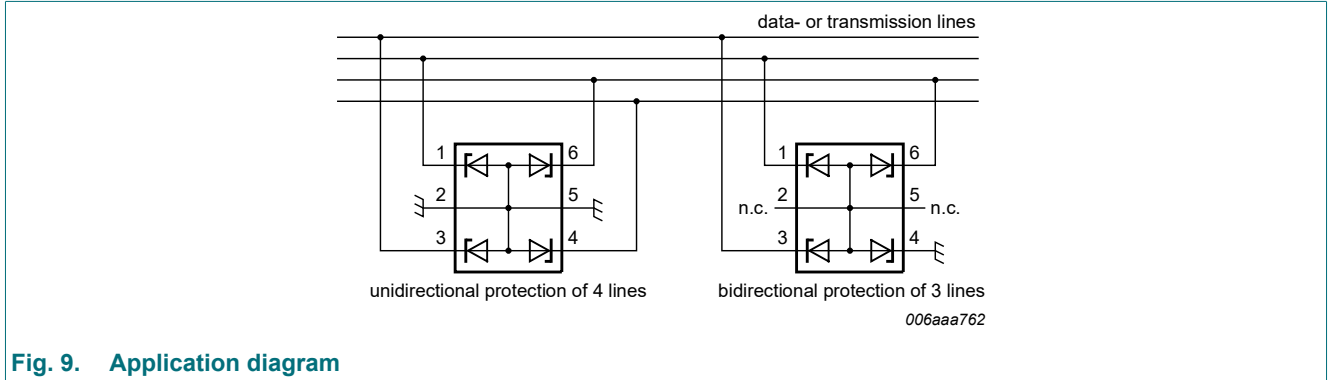 data- or transmission lines
1 6 1 6
2 5 n.c. 2 5 n.c.
3 4 3 4
unidirectional protection of 4 lines bidirectional protection of 3 lines
006aaa762
Fig. 9. Application diagram